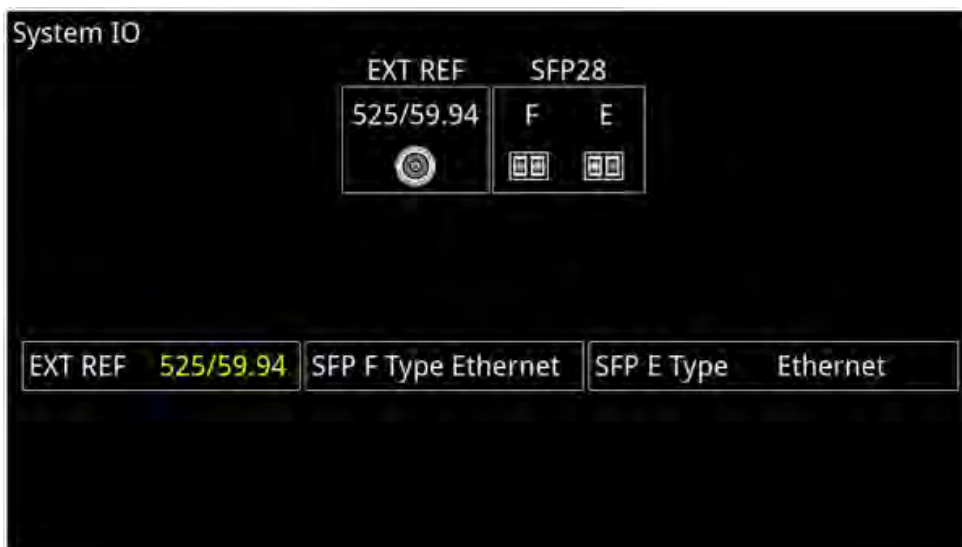 System IO
EXT REF SFP28
525/59.94 F E
EXT REF 525/59.94 SFP F Type Ethernet SFP E Type Ethernet